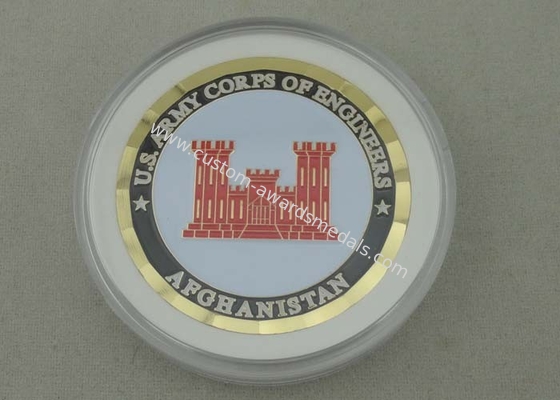 U.S. ARMY CORPS OF ENGINEERS
AFGHANISTAN
www.custom-awardsmedals.com